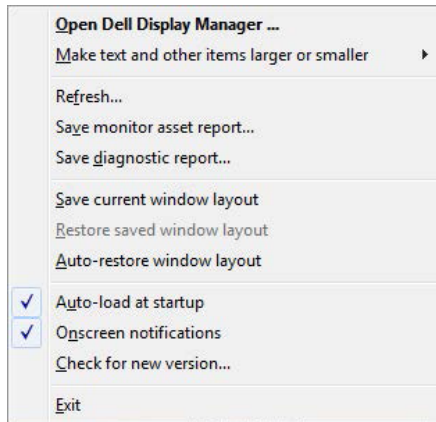 Open Dell Display Manager ...
Make text and other items larger or smaller
Refresh...
Save monitor asset report...
Save diagnostic report...
Save current window layout
Restore saved window layout
Auto-restore window layout
Auto-load at startup
Onscreen notifications
Check for new version...
Exit